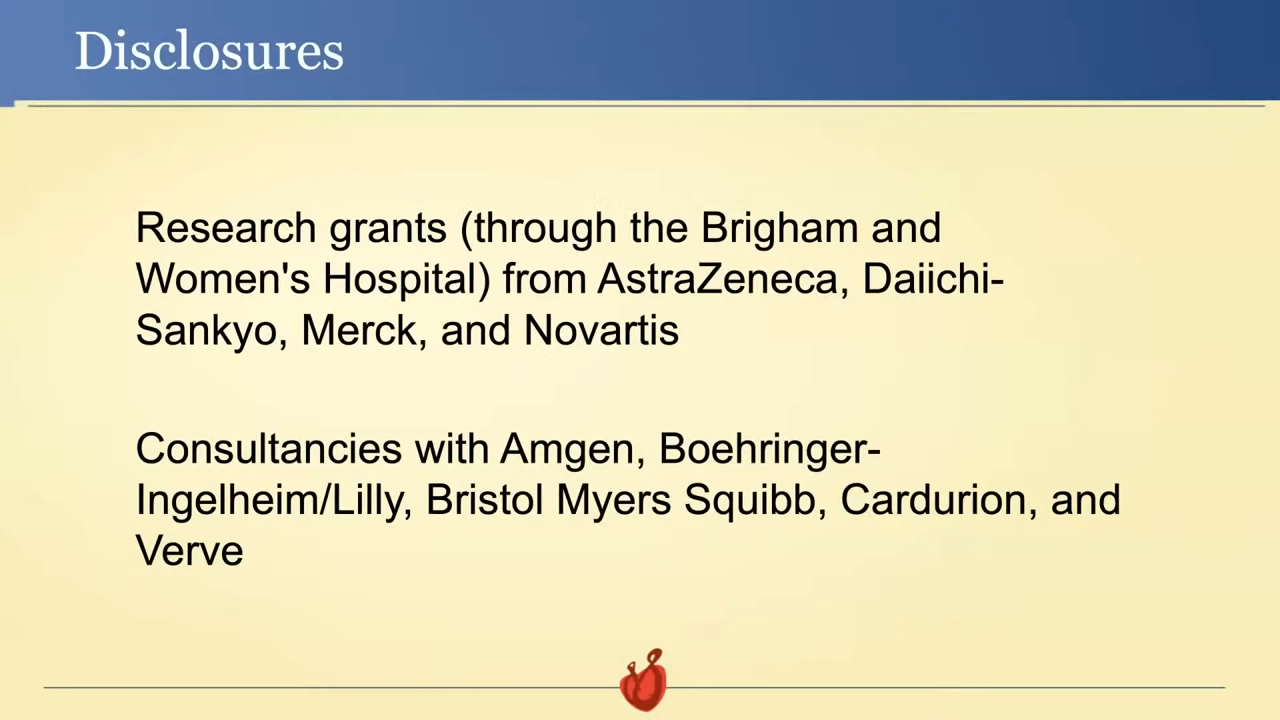 Disclosures
Research grants (through the Brigham and
Women's Hospital) from AstraZeneca, Daiichi-
Sankyo, Merck, and Novartis
Consultancies with Amgen, Boehringer-
Ingelheim/Lilly, Bristol Myers Squibb, Cardurion, and
Verve